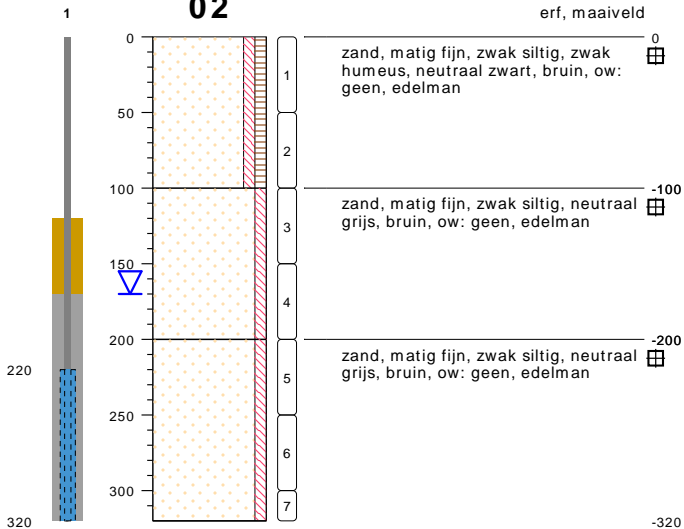 02
1
erf, maaiveld
0
0
zand, matig fijn, zwak siltig, zwak
humeus, neutraal zwart, bruin, ow:
geen, edelman
1
50
2
100
-100
zand, matig fijn, zwak siltig, neutraal
grijs, bruin, ow: geen, edelman
3
150
4
200
-200
zand, matig fijn, zwak siltig, neutraal
grijs, bruin, ow: geen, edelman
220
5
250
6
300
7
320
-320